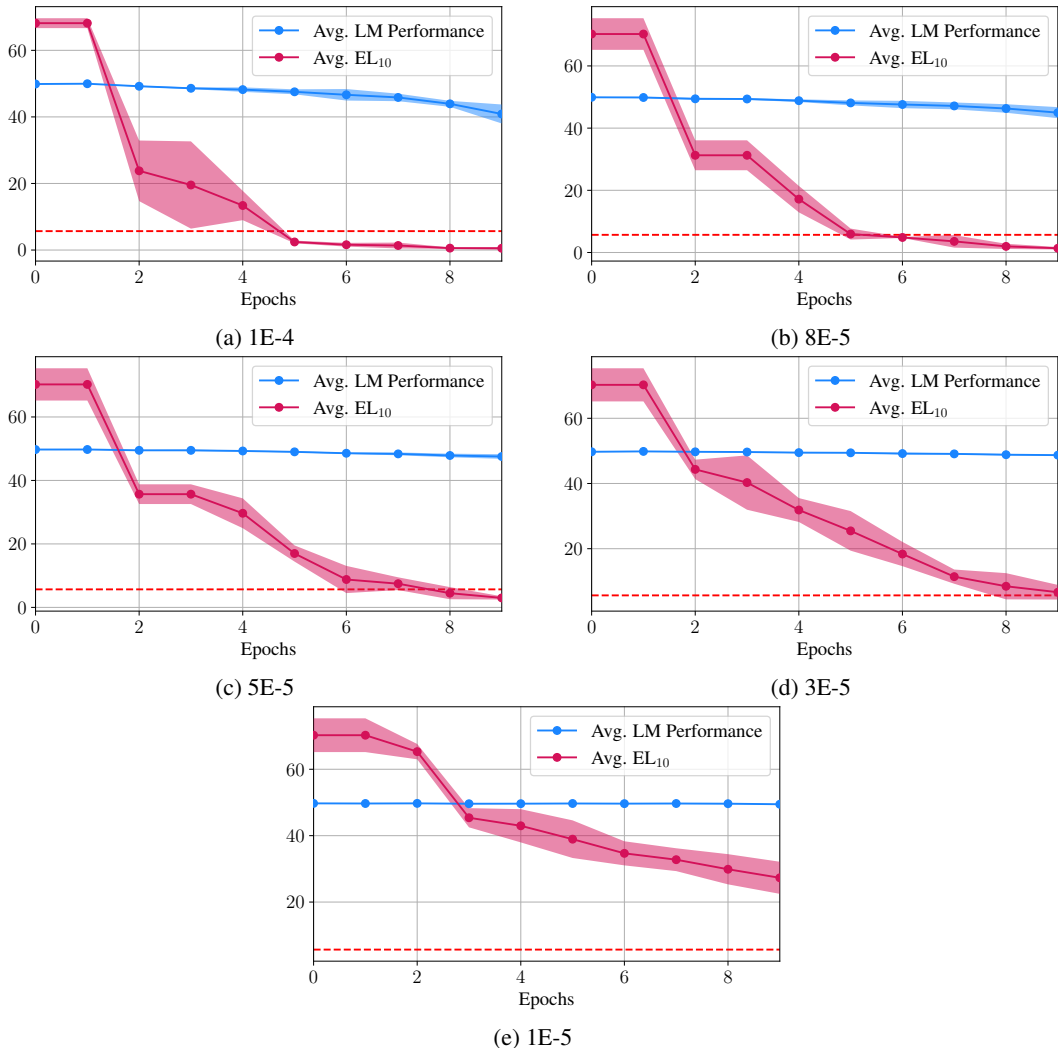 Avg. LM Performance
Avg. EL₁₀
60
40
20
0
0 2 4 6 8
Epochs
(a) 1E-4
Avg. LM Performance
Avg. EL₁₀
60
40
20
0
0 2 4 6 8
Epochs
(b) 8E-5
Avg. LM Performance
Avg. EL₁₀
60
40
20
0
0 2 4 6 8
Epochs
(c) 5E-5
Avg. LM Performance
Avg. EL₁₀
60
40
20
0 2 4 6 8
Epochs
(d) 3E-5
Avg. LM Performance
Avg. EL₁₀
60
40
20
0 2 4 6 8
Epochs
(e) 1E-5